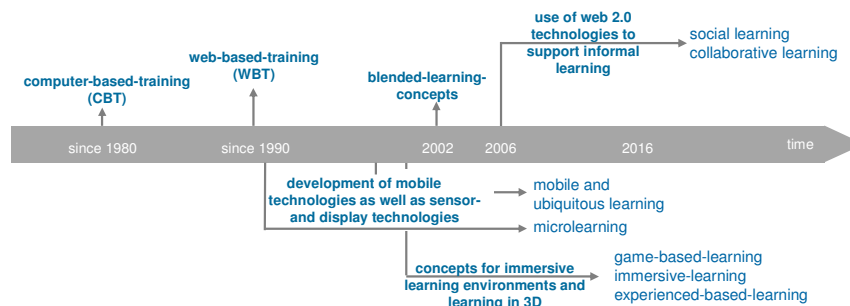 use of web 2.0
technologies to
support informal
learning
social learning
collaborative learning
web-based-training
(WBT)
blended-learning-
concepts
computer-based-training
(CBT)
since 1980
since 1990
2002
2006
2016
time
development of mobile
technologies as well as sensor-
and display technologies
mobile and
ubiquitous learning
microlearning
concepts for immersive
learning environments and
learning in 3D
game-based-learning
immersive-learning
experienced-based-learning